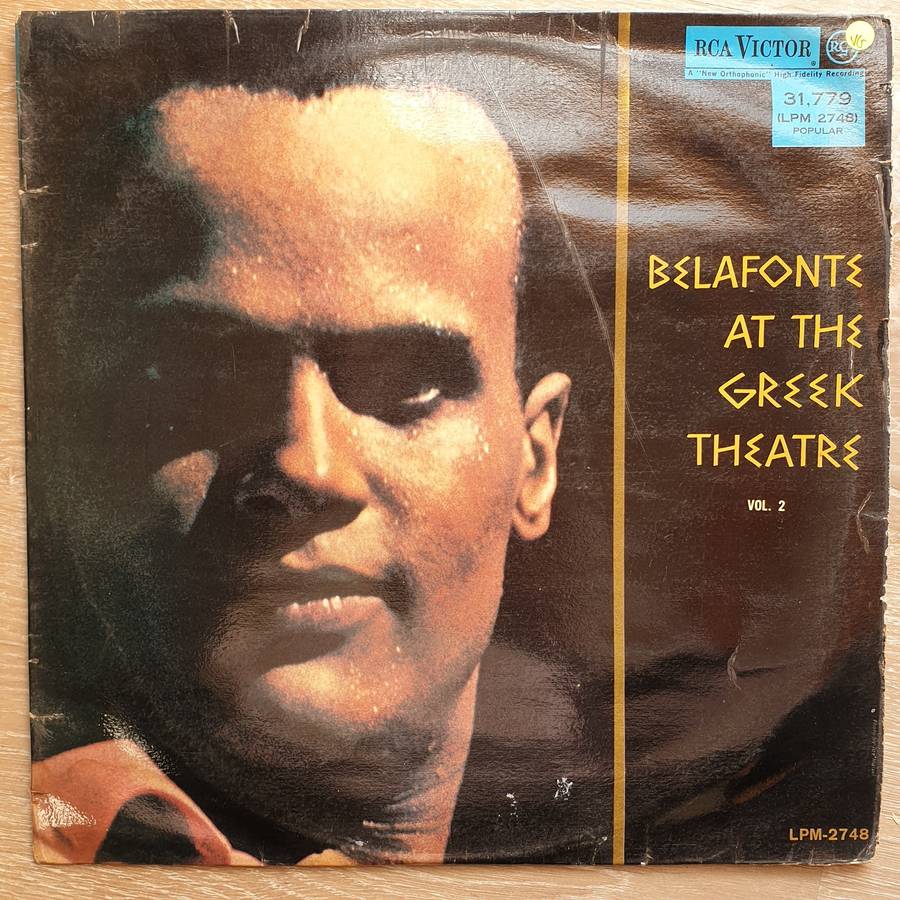 RCA VICTOR
A "New Orthophonic" High Fidelity Recording
31,779
(LPM 2748)
POPULAR
VG
BELAFONTE
AT THE
GREEK
THEATRE
VOL. 2
LPM-2748